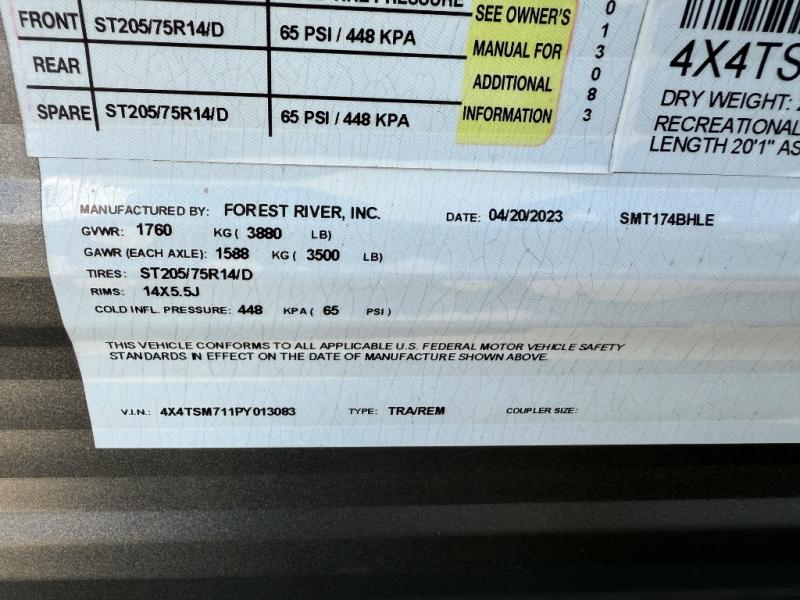 FRONT ST205/75R14/D 65 PSI / 448 KPA
REAR
SPARE ST205/75R14/D 65 PSI / 448 KPA
SEE OWNER'S
MANUAL FOR
ADDITIONAL
INFORMATION
0
1
3
0
8
3
4X4TS
DRY WEIGHT:
RECREATIONAL
LENGTH 20'1" AS
MANUFACTURED BY: FOREST RIVER, INC. DATE: 04/20/2023 SMT174BHLE
GVWR: 1760 KG ( 3880 LB)
GAWR (EACH AXLE): 1588 KG ( 3500 LB)
TIRES: ST205/75R14/D
RIMS: 14X5.5J
COLD INFL. PRESSURE: 448 KPA ( 65 PSI )
THIS VEHICLE CONFORMS TO ALL APPLICABLE U.S. FEDERAL MOTOR VEHICLE SAFETY
STANDARDS IN EFFECT ON THE DATE OF MANUFACTURE SHOWN ABOVE.
V.I.N.: 4X4TSM711PY013083 TYPE: TRA/REM COUPLER SIZE: